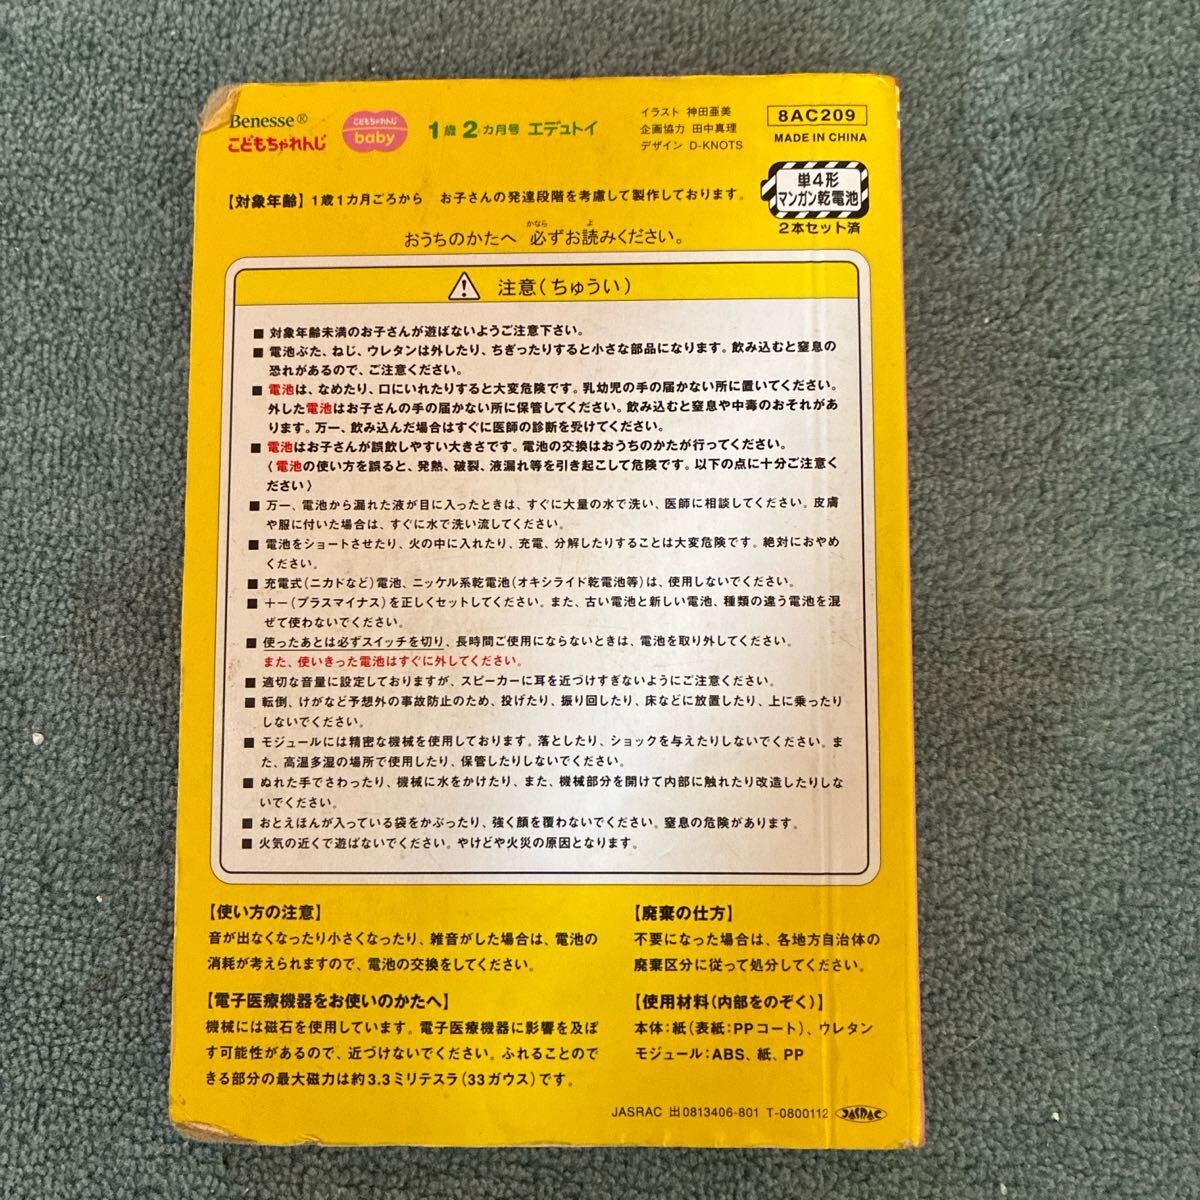 Benesse®
こどもちゃれんじ
こどもちゃれんじ
baby
1歳2カ月号 エデュトイ
イラスト 神田亜美
企画協力 田中真理
デザイン D-KNOTS
8AC209
MADE IN CHINA
単4形
マンガン乾電池
2本セット済
【対象年齢】1歳1カ月ごろから お子さんの発達段階を考慮して製作しております。
かなら よ
おうちのかたへ 必ずお読みください。
注意(ちゅうい)
■ 対象年齢未満のお子さんが遊ばないようご注意下さい。
■ 電池ぶた、ねじ、ウレタンは外したり、ちぎったりすると小さな部品になります。飲み込むと窒息の
恐れがあるので、ご注意ください。
■ 電池は、なめたり、口にいれたりすると大変危険です。乳幼児の手の届かない所に置いてください。
外した電池はお子さんの手の届かない所に保管してください。飲み込むと窒息や中毒のおそれがあ
ります。万一、飲み込んだ場合はすぐに医師の診断を受けてください。
■ 電池はお子さんが誤飲しやすい大きさです。電池の交換はおうちのかたが行ってください。
〈電池の使い方を誤ると、発熱、破裂、液漏れ等を引き起こして危険です。以下の点に十分ご注意く
ださい〉
■ 万一、電池から漏れた液が目に入ったときは、すぐに大量の水で洗い、医師に相談してください。皮膚
や服に付いた場合は、すぐに水で洗い流してください。
■ 電池をショートさせたり、火の中に入れたり、充電、分解したりすることは大変危険です。絶対におやめ
ください。
■ 充電式(ニカドなど)電池、ニッケル系乾電池(オキシライド乾電池等)は、使用しないでください。
■ +−(プラスマイナス)を正しくセットしてください。また、古い電池と新しい電池、種類の違う電池を混
ぜて使わないでください。
■ 使ったあとは必ずスイッチを切り、長時間ご使用にならないときは、電池を取り外してください。
また、使いきった電池はすぐに外してください。
■ 適切な音量に設定しておりますが、スピーカーに耳を近づけすぎないようにご注意ください。
■ 転倒、けがなど予想外の事故防止のため、投げたり、振り回したり、床などに放置したり、上に乗ったり
しないでください。
■ モジュールには精密な機械を使用しております。落としたり、ショックを与えたりしないでください。ま
た、高温多湿の場所で使用したり、保管したりしないでください。
■ ぬれた手でさわったり、機械に水をかけたり、また、機械部分を開けて内部に触れたり改造したりしな
いでください。
■ おとえほんが入っている袋をかぶったり、強く顔を覆わないでください。窒息の危険があります。
■ 火気の近くで遊ばないでください。やけどや火災の原因となります。
【使い方の注意】
音が出なくなったり小さくなったり、雑音がした場合は、電池の
消耗が考えられますので、電池の交換をしてください。
【電子医療機器をお使いのかたへ】
機械には磁石を使用しています。電子医療機器に影響を及ぼ
す可能性があるので、近づけないでください。ふれることので
きる部分の最大磁力は約3.3ミリテスラ(33ガウス)です。
【廃棄の仕方】
不要になった場合は、各地方自治体の
廃棄区分に従って処分してください。
【使用材料(内部をのぞく)】
本体:紙(表紙:PPコート)、ウレタン
モジュール:ABS、紙、PP
JASRAC 出0813406-801 T-0800112 JASRAC